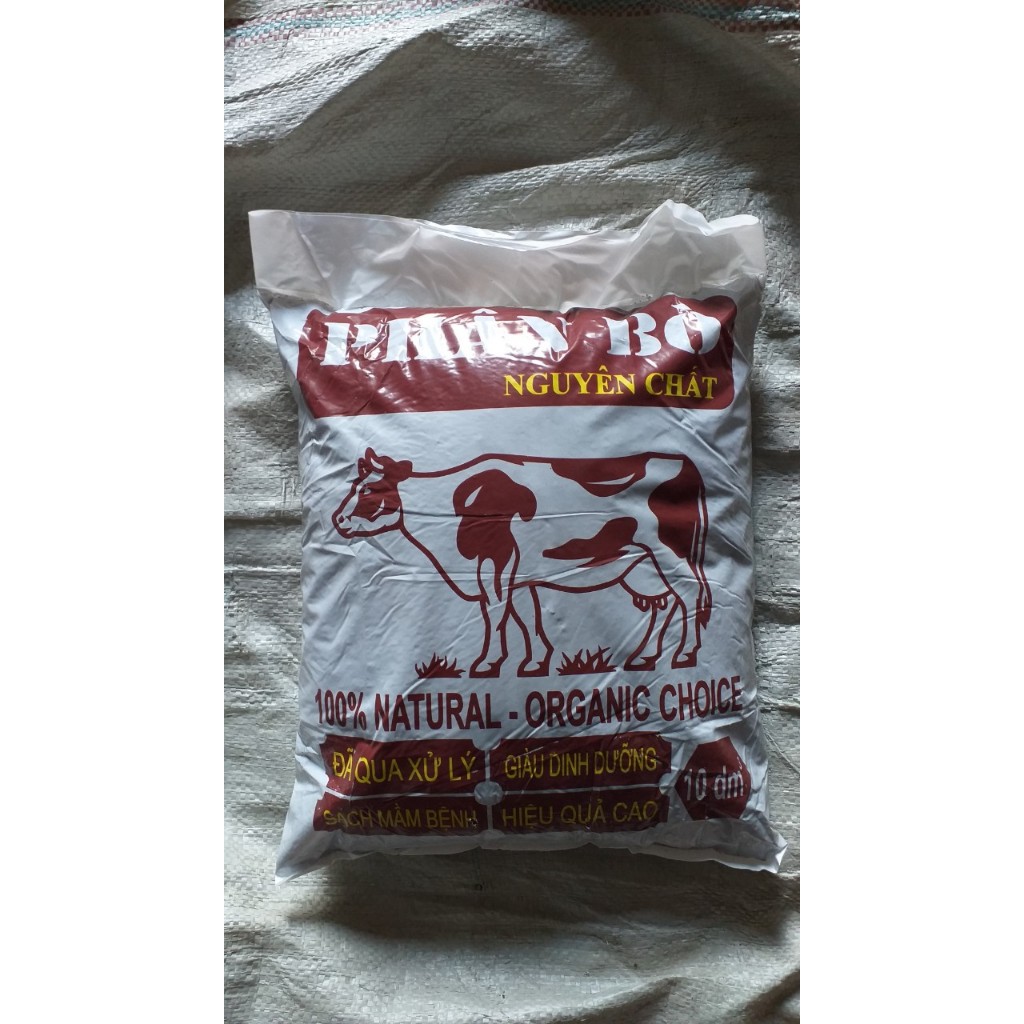 PHÂN BÒ
NGUYÊN CHẤT
100% NATURAL - ORGANIC CHOICE
ĐÃ QUA XỬ LÝ
GIÀU DINH DƯỠNG
SẠCH MẦM BỆNH
HIỆU QUẢ CAO
10 dm